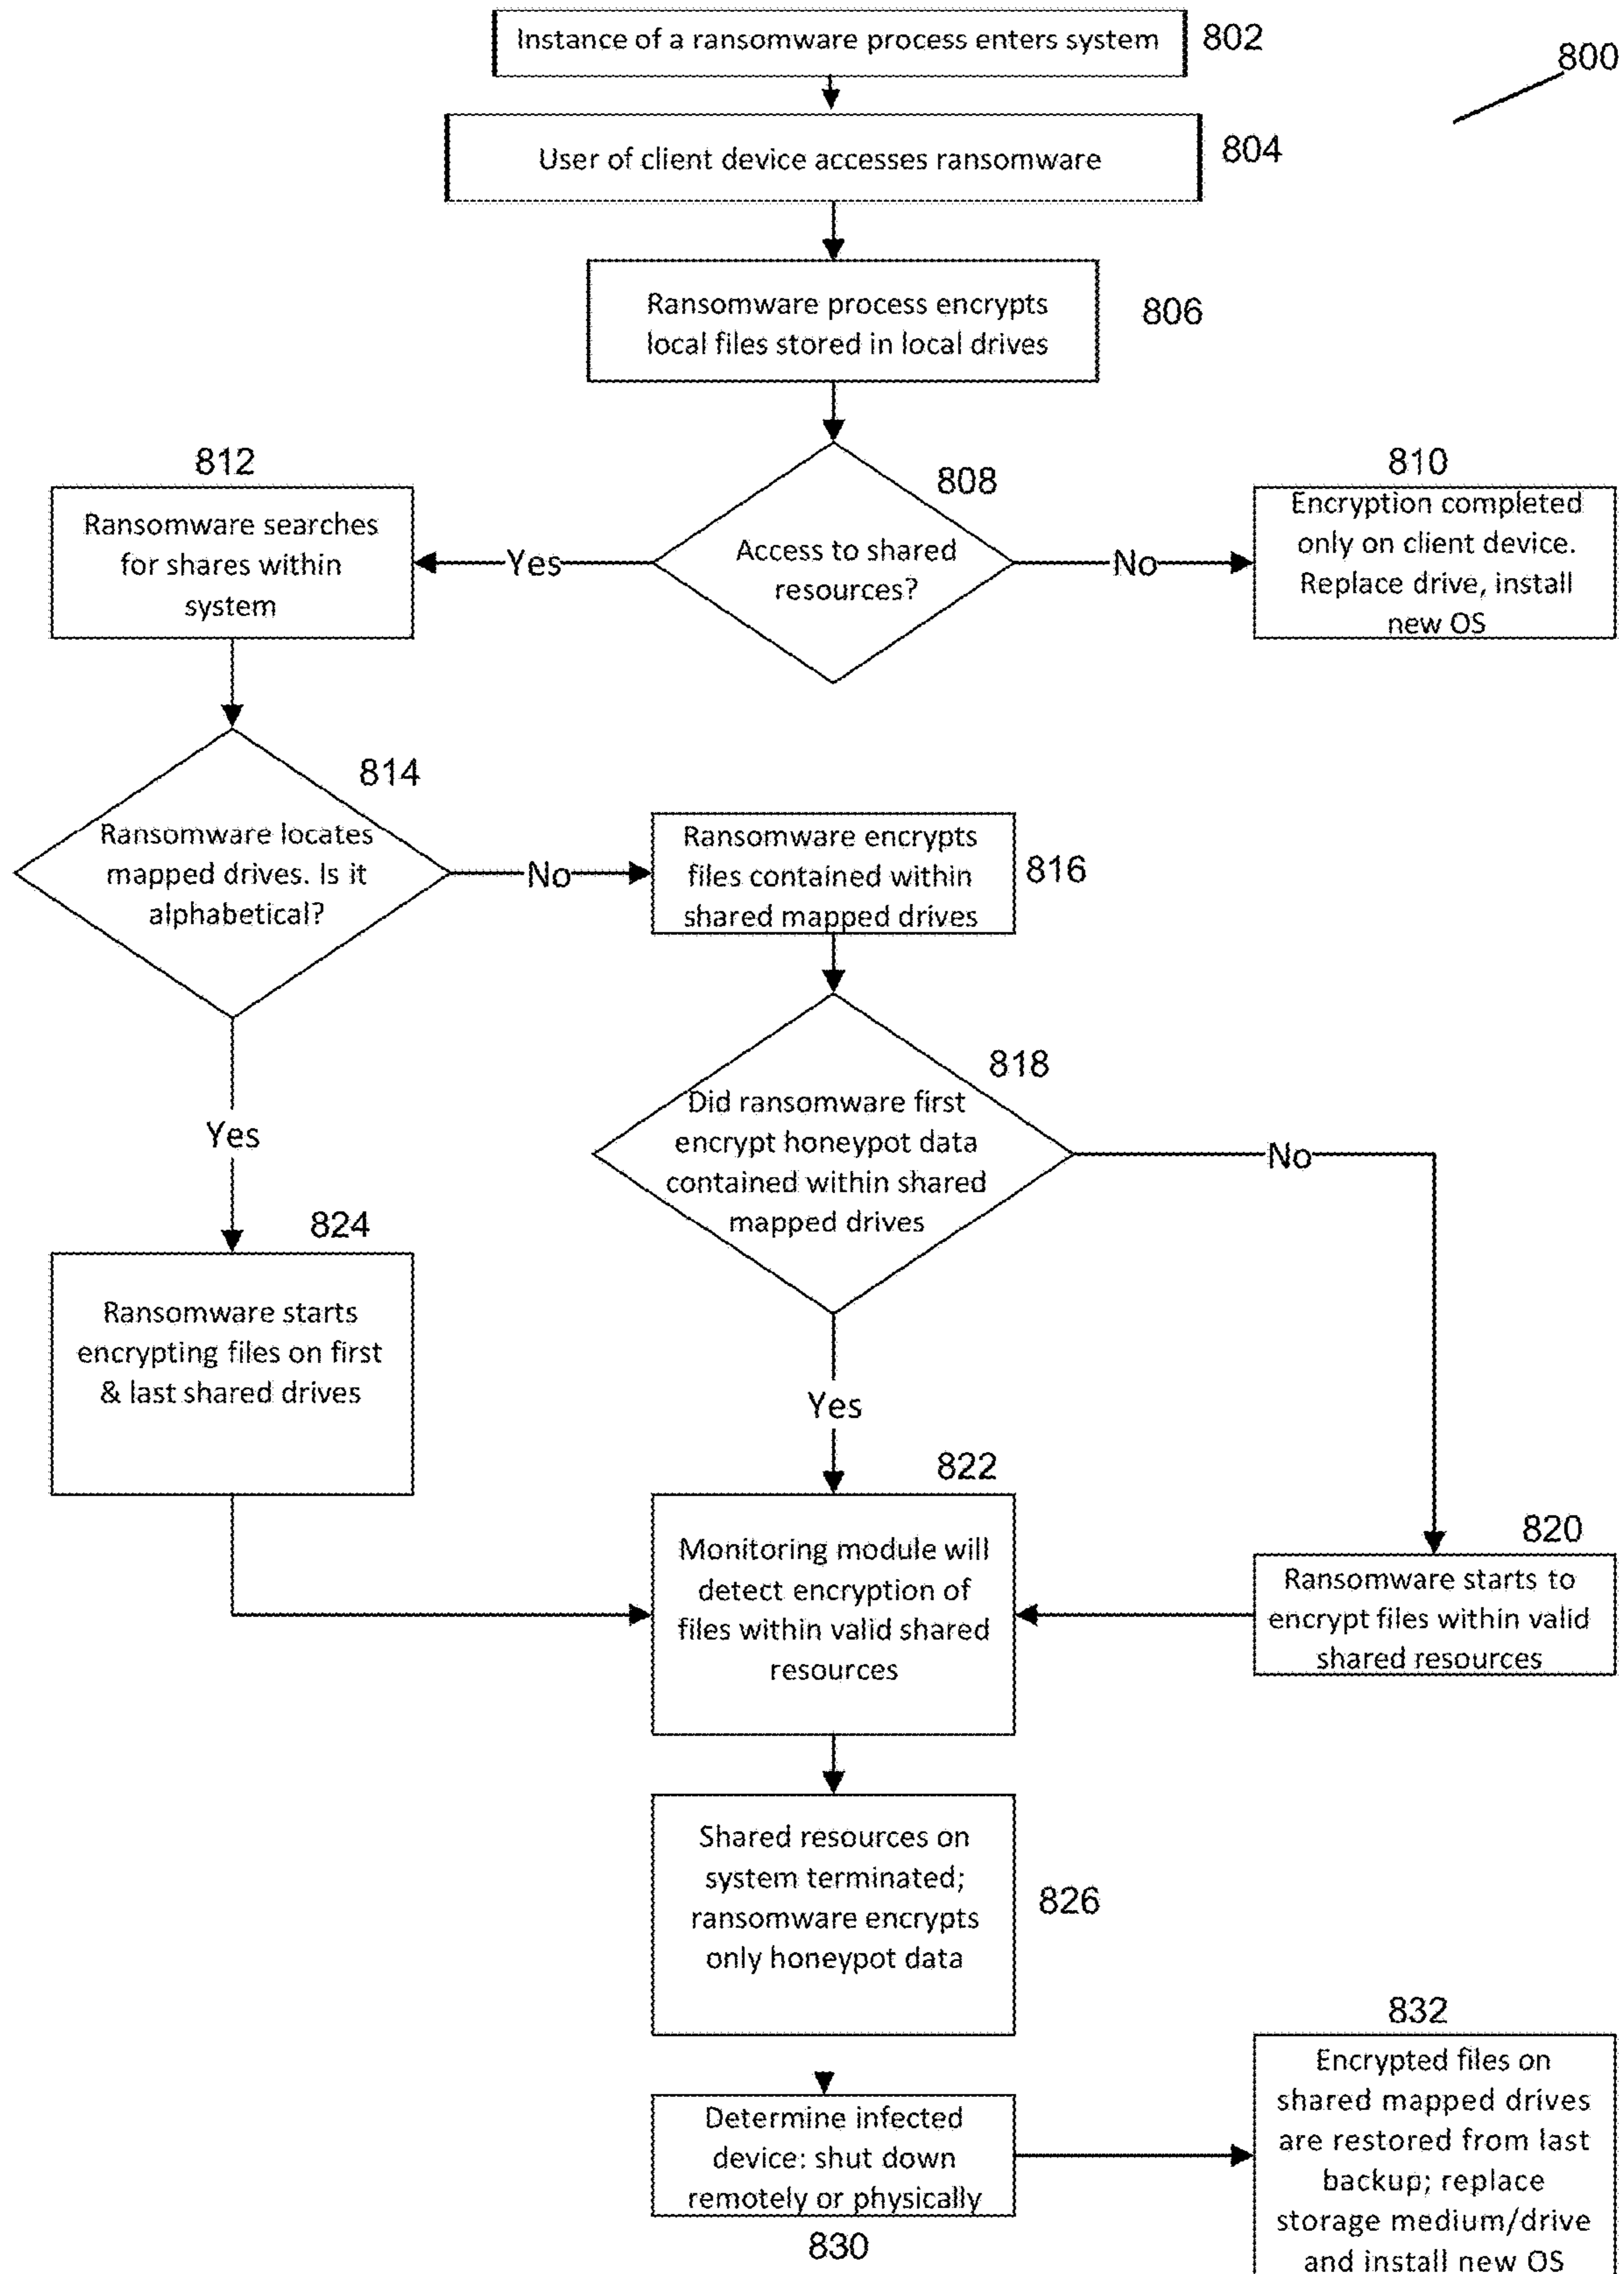 Instance of a ransomware process enters system
802
800
User of client device accesses ransomware
804
Ransomware process encrypts
local files stored in local drives
806
812
Ransomware searches
for shares within
system
Yes
808
Access to shared
resources?
No
810
Encryption completed
only on client device.
Replace drive, install
new OS
814
Ransomware locates
mapped drives. Is it
alphabetical?
No
Ransomware encrypts
files contained within
shared mapped drives
816
818
Did ransomware first
encrypt honeypot data
contained within shared
mapped drives
No
Yes
824
Ransomware starts
encrypting files on first
& last shared drives
Yes
822
Monitoring module will
detect encryption of
files within valid shared
resources
820
Ransomware starts to
encrypt files within valid
shared resources
Shared resources on
system terminated;
ransomware encrypts
only honeypot data
826
Determine infected
device: shut down
remotely or physically
830
832
Encrypted files on
shared mapped drives
are restored from last
backup; replace
storage medium/drive
and install new OS